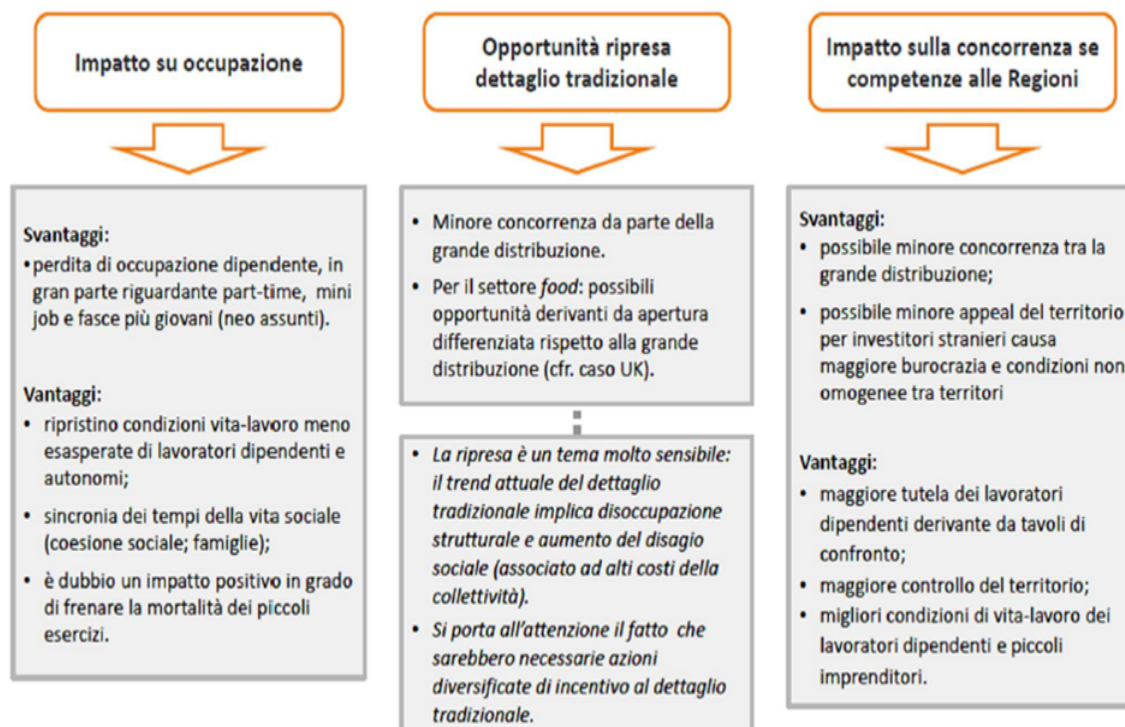 Impatto su occupazione
Svantaggi:
•perdita di occupazione dipendente, in
gran parte riguardante part-time, mini
job e fasce più giovani (neo assunti).
Vantaggi:
• ripristino condizioni vita-lavoro meno
esasperate di lavoratori dipendenti e
autonomi;
• sincronia dei tempi della vita sociale
(coesione sociale; famiglie);
• è dubbio un impatto positivo in grado
di frenare la mortalità dei piccoli
esercizi.
Opportunità ripresa
dettaglio tradizionale
• Minore concorrenza da parte della
grande distribuzione.
• Per il settore food: possibili
opportunità derivanti da apertura
differenziata rispetto alla grande
distribuzione (cfr. caso UK).
• La ripresa è un tema molto sensibile:
il trend attuale del dettaglio
tradizionale implica disoccupazione
strutturale e aumento del disagio
sociale (associato ad alti costi della
collettività).
• Si porta all'attenzione il fatto che
sarebbero necessarie azioni
diversificate di incentivo al dettaglio
tradizionale.
Impatto sulla concorrenza se
competenze alle Regioni
Svantaggi:
• possibile minore concorrenza tra la
grande distribuzione;
• possibile minore appeal del territorio
per investitori stranieri causa
maggiore burocrazia e condizioni non
omogenee tra territori
Vantaggi:
• maggiore tutela dei lavoratori
dipendenti derivante da tavoli di
confronto;
• maggiore controllo del territorio;
• migliori condizioni di vita-lavoro dei
lavoratori dipendenti e piccoli
imprenditori.